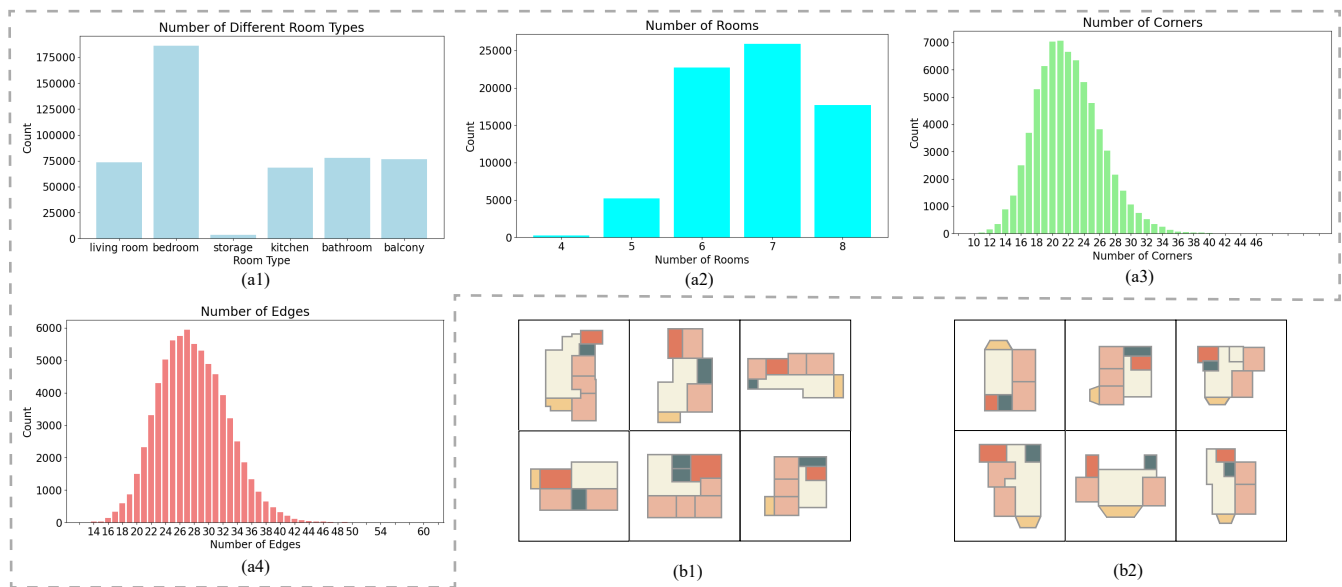 Number of Different Room Types
175000
150000
125000
100000
75000
50000
25000
0
Count
living room bedroom storage kitchen bathroom balcony
Room Type
(a1)
Number of Rooms
25000
20000
15000
10000
5000
0
Count
4 5 6 7 8
Number of Rooms
(a2)
Number of Corners
7000
6000
5000
4000
3000
2000
1000
0
Count
10 12 14 16 18 20 22 24 26 28 30 32 34 36 38 40 42 44 46
Number of Corners
(a3)
Number of Edges
6000
5000
4000
3000
2000
1000
0
Count
14 16 18 20 22 24 26 28 30 32 34 36 38 40 42 44 46 48 50 54 60
Number of Edges
(a4)
(b1)
(b2)